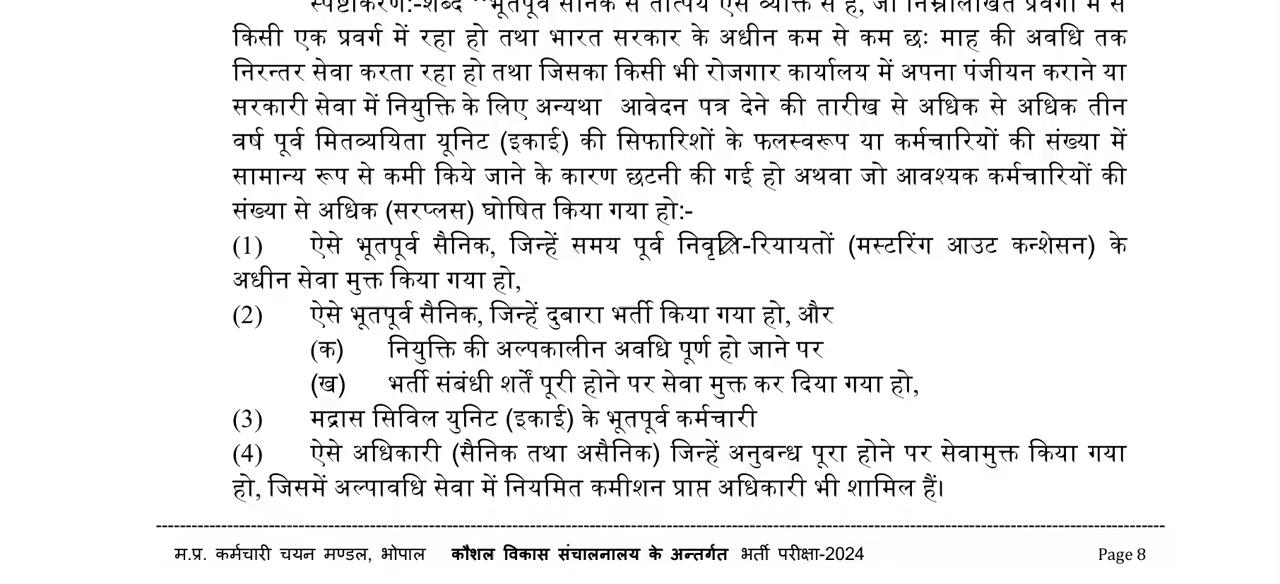 स्पष्टीकरण:-शब्द "भूतपूर्व सैनिक से तात्पर्य ऐसे व्यक्ति से है, जो निम्नलिखित प्रवर्गों में से
किसी एक प्रवर्ग में रहा हो तथा भारत सरकार के अधीन कम से कम छः माह की अवधि तक
निरन्तर सेवा करता रहा हो तथा जिसका किसी भी रोजगार कार्यालय में अपना पंजीयन कराने या
सरकारी सेवा में नियुक्ति के लिए अन्यथा आवेदन पत्र देने की तारीख से अधिक से अधिक तीन
वर्ष पूर्व मितव्ययिता यूनिट (इकाई) की सिफारिशों के फलस्वरूप या कर्मचारियों की संख्या में
सामान्य रूप से कमी किये जाने के कारण छटनी की गई हो अथवा जो आवश्यक कर्मचारियों की
संख्या से अधिक (सरप्लस) घोषित किया गया हो:-
(1) ऐसे भूतपूर्व सैनिक, जिन्हें समय पूर्व निवृत्ति-रियायतों (मस्टरिंग आउट कन्शेसन) के
अधीन सेवा मुक्त किया गया हो,
(2) ऐसे भूतपूर्व सैनिक, जिन्हें दुबारा भर्ती किया गया हो, और
(क) नियुक्ति की अल्पकालीन अवधि पूर्ण हो जाने पर
(ख) भर्ती संबंधी शर्तें पूरी होने पर सेवा मुक्त कर दिया गया हो,
(3) मद्रास सिविल युनिट (इकाई) के भूतपूर्व कर्मचारी
(4) ऐसे अधिकारी (सैनिक तथा असैनिक) जिन्हें अनुबन्ध पूरा होने पर सेवामुक्त किया गया
हो, जिसमें अल्पावधि सेवा में नियमित कमीशन प्राप्त अधिकारी भी शामिल हैं।
म.प्र. कर्मचारी चयन मण्डल, भोपाल कौशल विकास संचालनालय के अन्तर्गत भर्ती परीक्षा-2024 Page 8